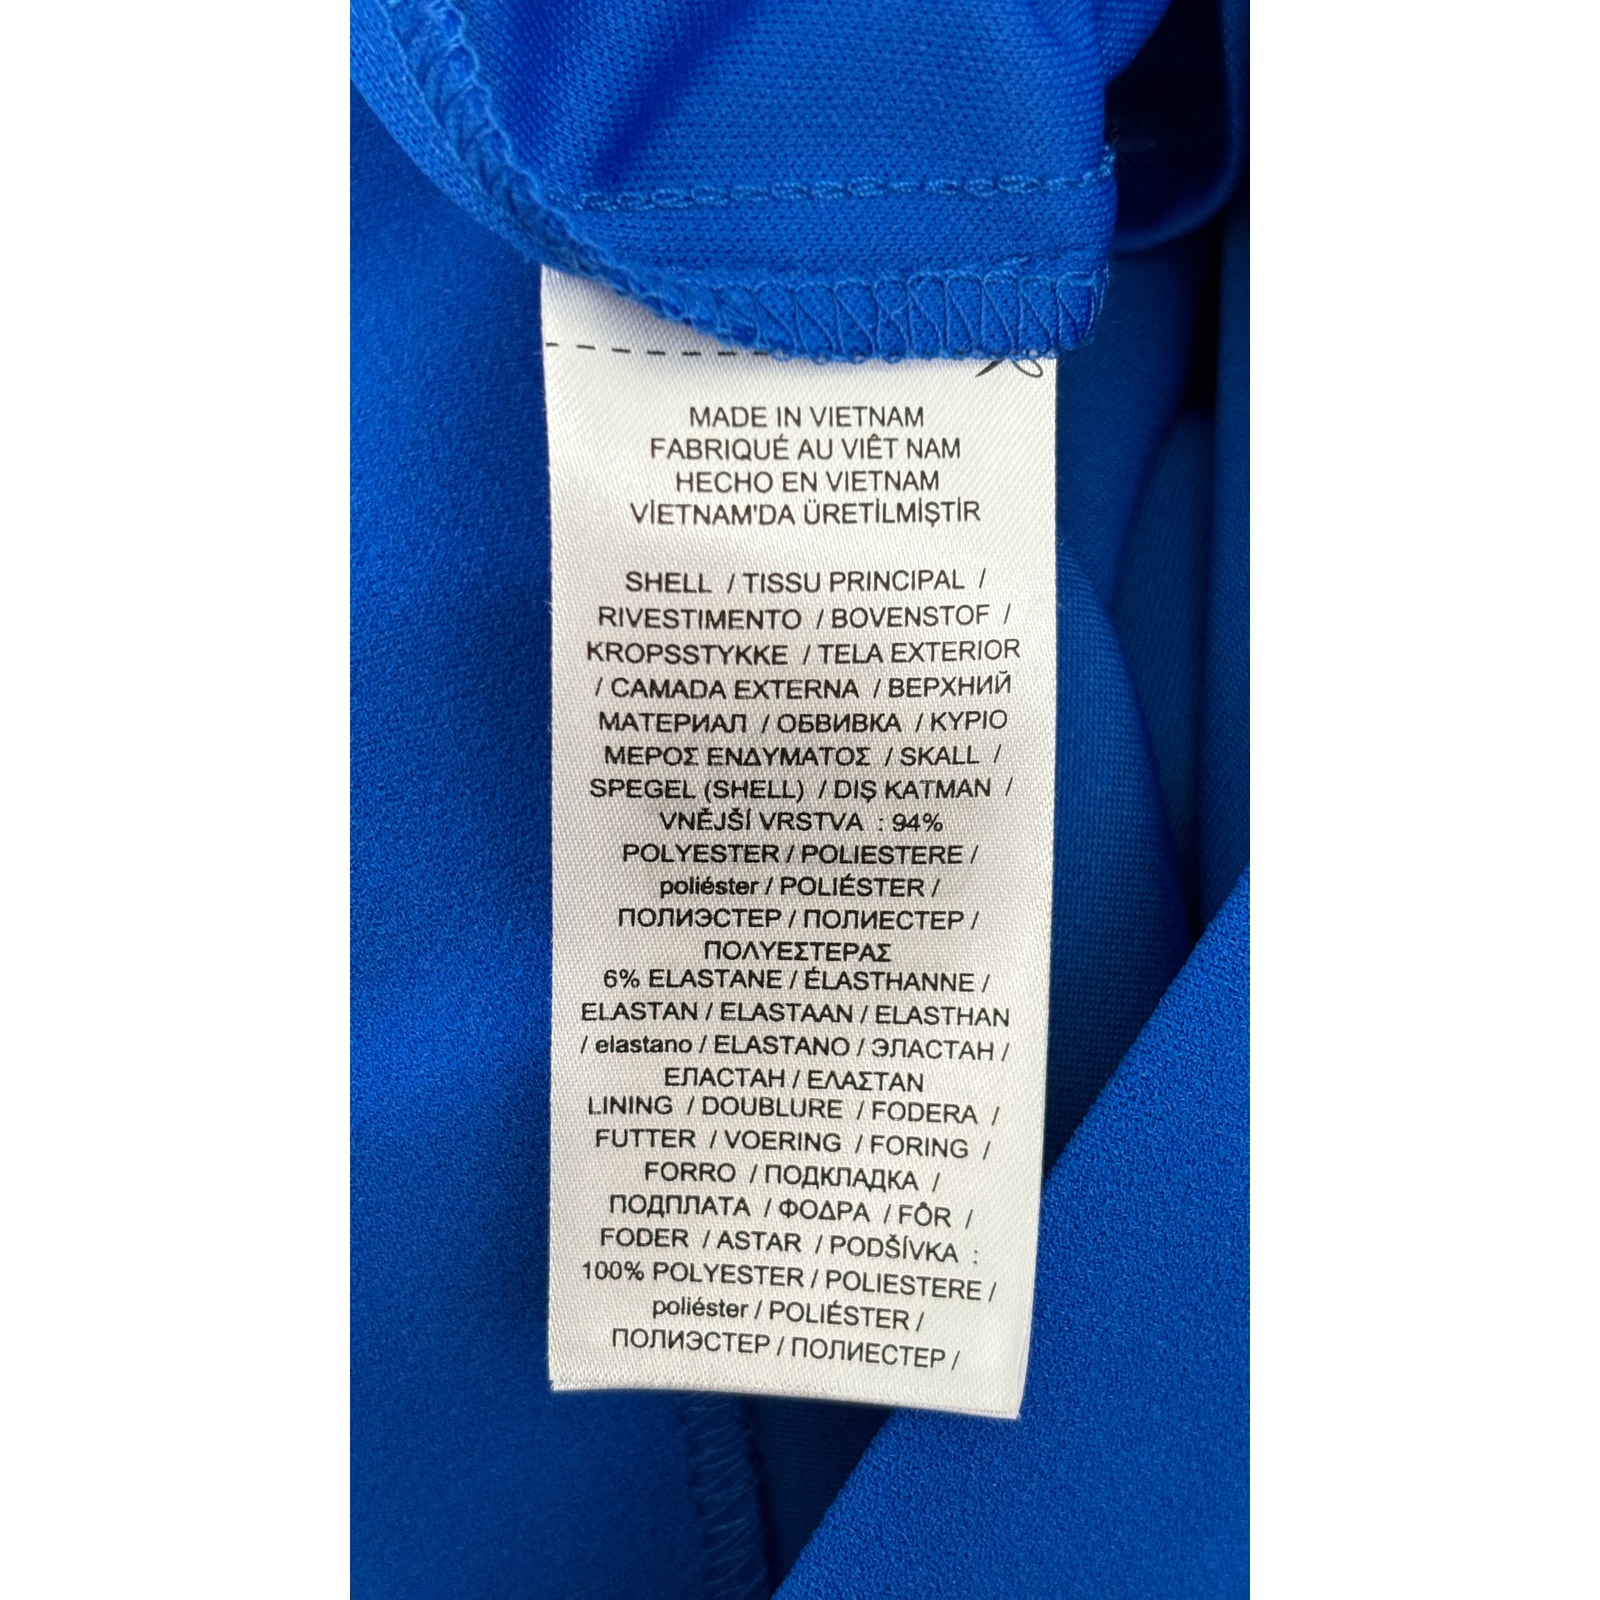 MADE IN VIETNAM
FABRIQUÉ AU VIÊT NAM
HECHO EN VIETNAM
VİETNAM'DA ÜRETİLMİŞTİR
SHELL / TISSU PRINCIPAL /
RIVESTIMENTO / BOVENSTOF /
KROPSSTYKKE / TELA EXTERIOR
/ CAMADA EXTERNA / ВЕРХНИЙ
МАТЕРИАЛ / ОБВИВКА / ΚΥΡΙΟ
ΜΕΡΟΣ ΕΝΔΥΜΑΤΟΣ / SKALL /
SPEGEL (SHELL) / DIŞ KATMAN /
VNĚJŠÍ VRSTVA : 94%
POLYESTER / POLIESTERE /
poliéster / POLIÉSTER /
ПОЛИЭСТЕР / ПОЛИЕСТЕР /
ΠΟΛΥΕΣΤΕΡΑΣ
6% ELASTANE / ÉLASTHANNE /
ELASTAN / ELASTAAN / ELASTHAN
/ elastano / ELASTANO / ЭЛАСТАН /
ЕЛАСТАН / ΕΛΑΣΤΑΝ
LINING / DOUBLURE / FODERA /
FUTTER / VOERING / FORING /
FORRO / ПОДКЛАДКА /
ПОДПЛАТА / ΦΟΔΡΑ / FÔR /
FODER / ASTAR / PODŠÍVKA :
100% POLYESTER / POLIESTERE /
poliéster / POLIÉSTER /
ПОЛИЭСТЕР / ПОЛИЕСТЕР /